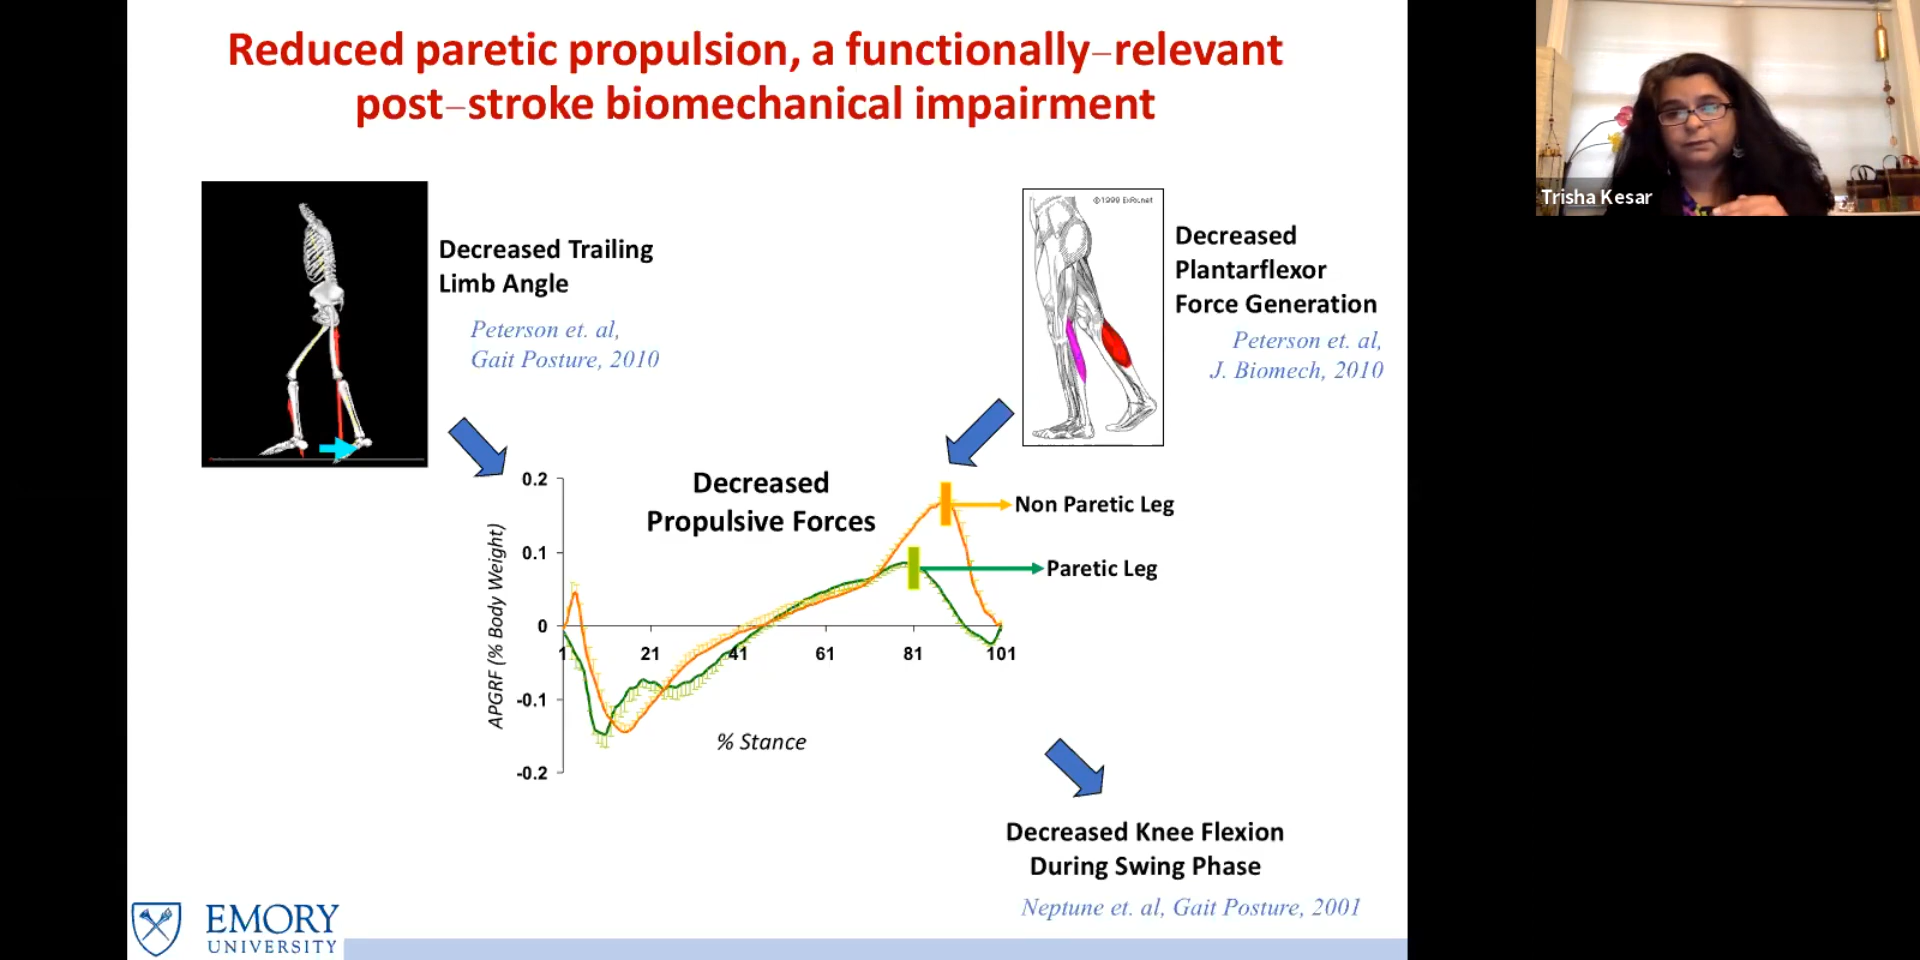 Reduced paretic propulsion, a functionally–relevant
post–stroke biomechanical impairment
Trisha Kesar
Decreased Trailing
Limb Angle
Peterson et. al,
Gait Posture, 2010
©1999 ExRx.net
Decreased
Plantarflexor
Force Generation
Peterson et. al,
J. Biomech, 2010
Decreased
Propulsive Forces
Non Paretic Leg
Paretic Leg
APGRF (% Body Weight)
0.2
0.1
0
-0.1
-0.2
1 21 41 61 81 101
% Stance
Decreased Knee Flexion
During Swing Phase
Neptune et. al, Gait Posture, 2001
EMORY
UNIVERSITY